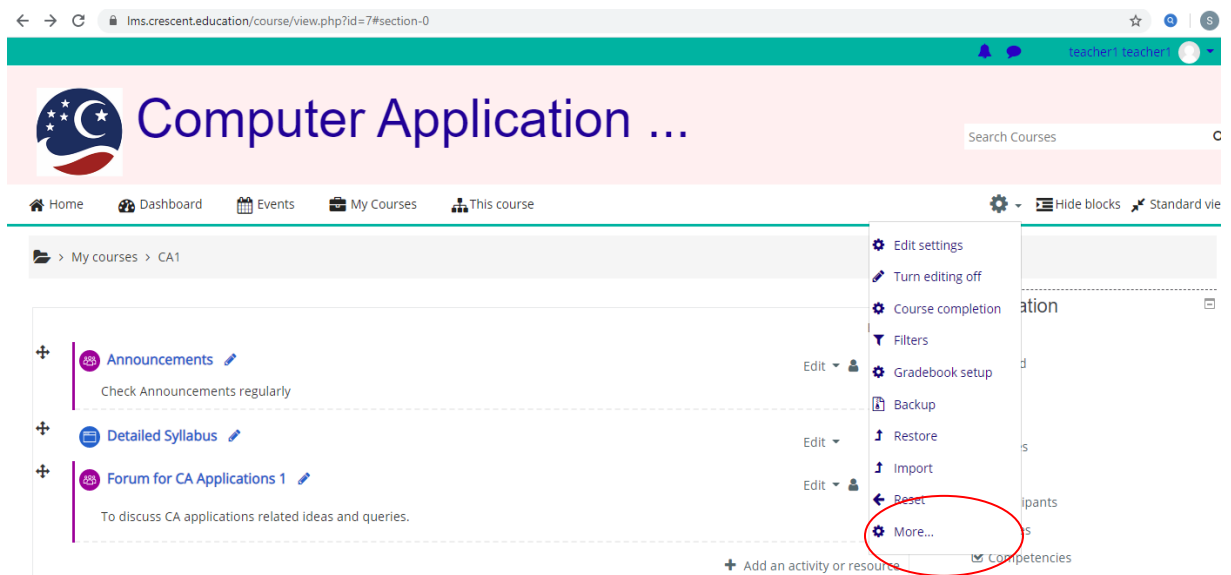 lms.crescent.education/course/view.php?id=7#section-0
S
teacher1 teacher1
Computer Application ...
Search Courses
Home Dashboard Events My Courses This course Hide blocks Standard vie
> My courses > CA1
Edit settings
Turn editing off
Course completion ation
Filters
d
Announcements Edit
Gradebook setup
Check Announcements regularly
Backup
Detailed Syllabus Edit
Restore
s
Import
Forum for CA Applications 1 Edit
Reset ipants
To discuss CA applications related ideas and queries.
More... es
Competencies
+ Add an activity or resource